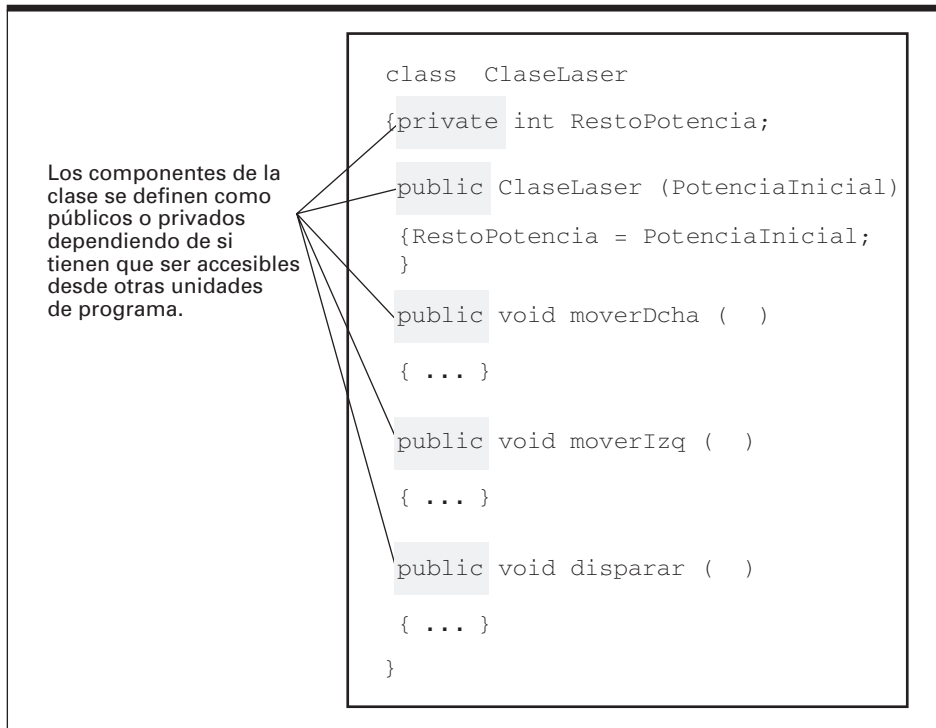 Los componentes de la
clase se definen como
públicos o privados
dependiendo de si
tienen que ser accesibles
desde otras unidades
de programa.
class ClaseLaser
{private int RestoPotencia;
public ClaseLaser (PotenciaInicial)
{RestoPotencia = PotenciaInicial;
}
public void moverDcha ( )
{ ... }
public void moverIzq ( )
{ ... }
public void disparar ( )
{ ... }
}